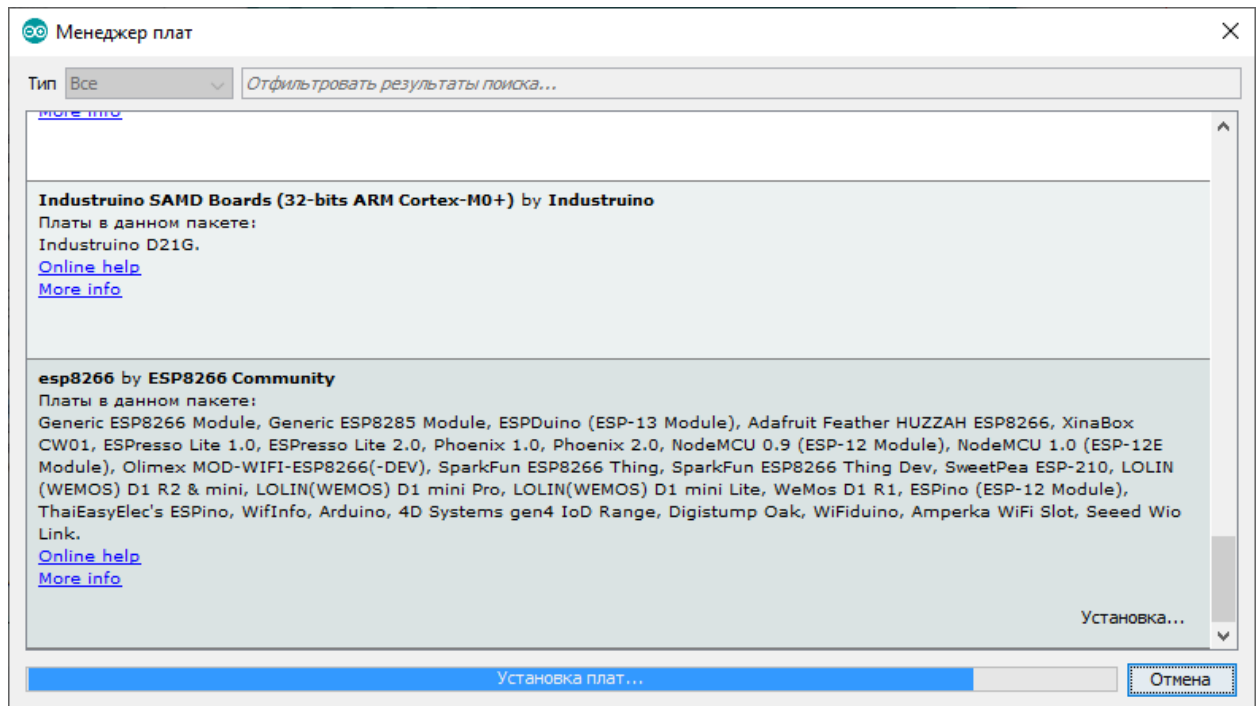 Менеджер плат
Тип Все Отфильтровать результаты поиска...
More info
Industruino SAMD Boards (32-bits ARM Cortex-M0+) by Industruino
Платы в данном пакете:
Industruino D21G.
Online help
More info
esp8266 by ESP8266 Community
Платы в данном пакете:
Generic ESP8266 Module, Generic ESP8285 Module, ESPDuino (ESP-13 Module), Adafruit Feather HUZZAH ESP8266, XinaBox
CW01, ESPresso Lite 1.0, ESPresso Lite 2.0, Phoenix 1.0, Phoenix 2.0, NodeMCU 0.9 (ESP-12 Module), NodeMCU 1.0 (ESP-12E
Module), Olimex MOD-WIFI-ESP8266(-DEV), SparkFun ESP8266 Thing, SparkFun ESP8266 Thing Dev, SweetPea ESP-210, LOLIN
(WEMOS) D1 R2 & mini, LOLIN(WEMOS) D1 mini Pro, LOLIN(WEMOS) D1 mini Lite, WeMos D1 R1, ESPino (ESP-12 Module),
ThaiEasyElec's ESPino, WifInfo, Arduino, 4D Systems gen4 IoD Range, Digistump Oak, WiFiduino, Amperka WiFi Slot, Seeed Wio
Link.
Online help
More info
Установка...
Установка плат... Отмена